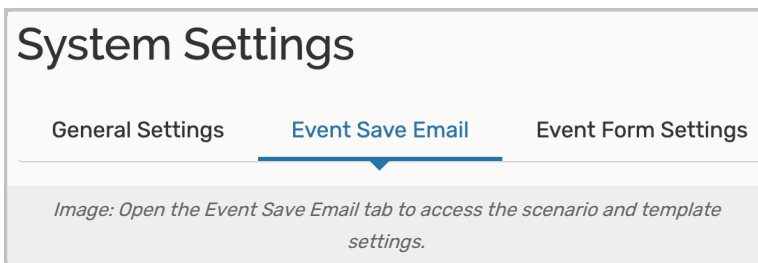 System Settings
General Settings Event Save Email Event Form Settings
Image: Open the Event Save Email tab to access the scenario and template
settings.